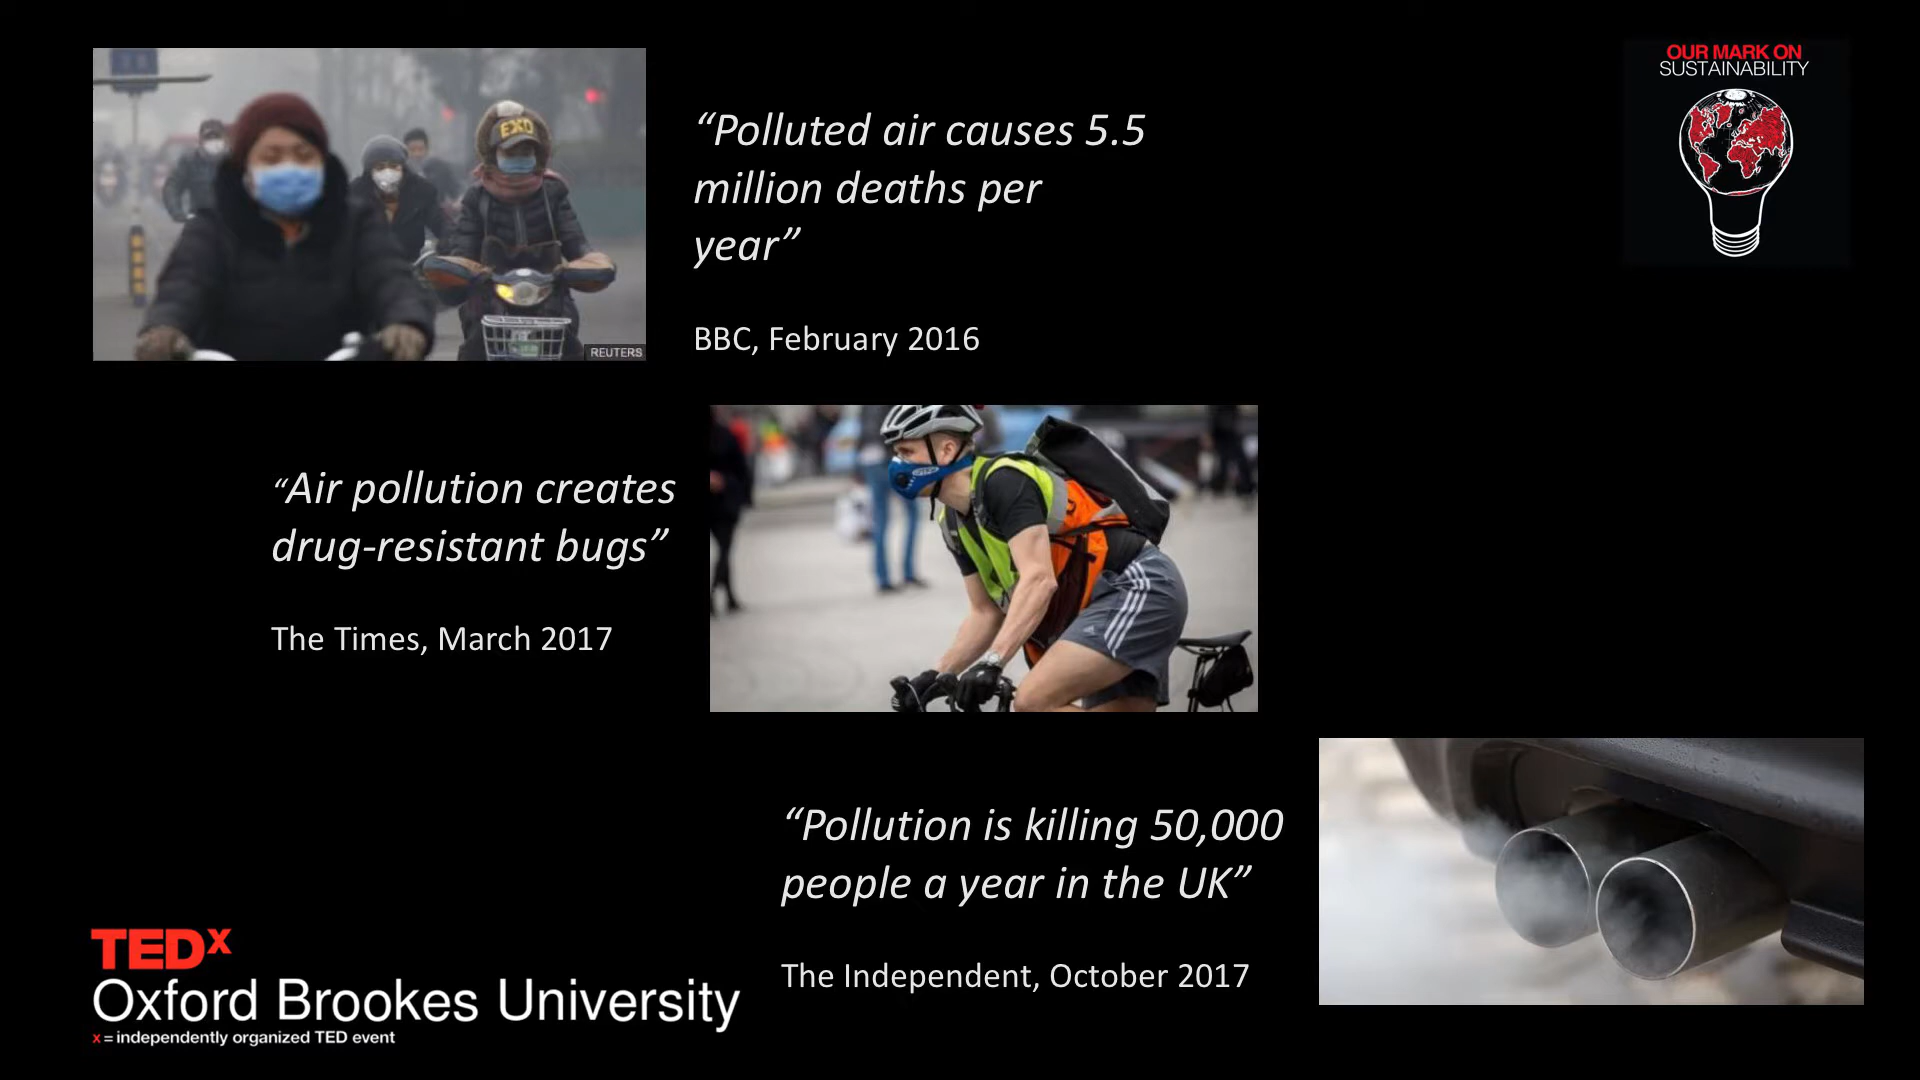 OUR MARK ON
SUSTAINABILITY
“Polluted air causes 5.5
million deaths per
year”
EXO
REUTERS
BBC, February 2016
“Air pollution creates
drug-resistant bugs”
The Times, March 2017
“Pollution is killing 50,000
people a year in the UK”
The Independent, October 2017
TEDx
Oxford Brookes University
x = independently organized TED event